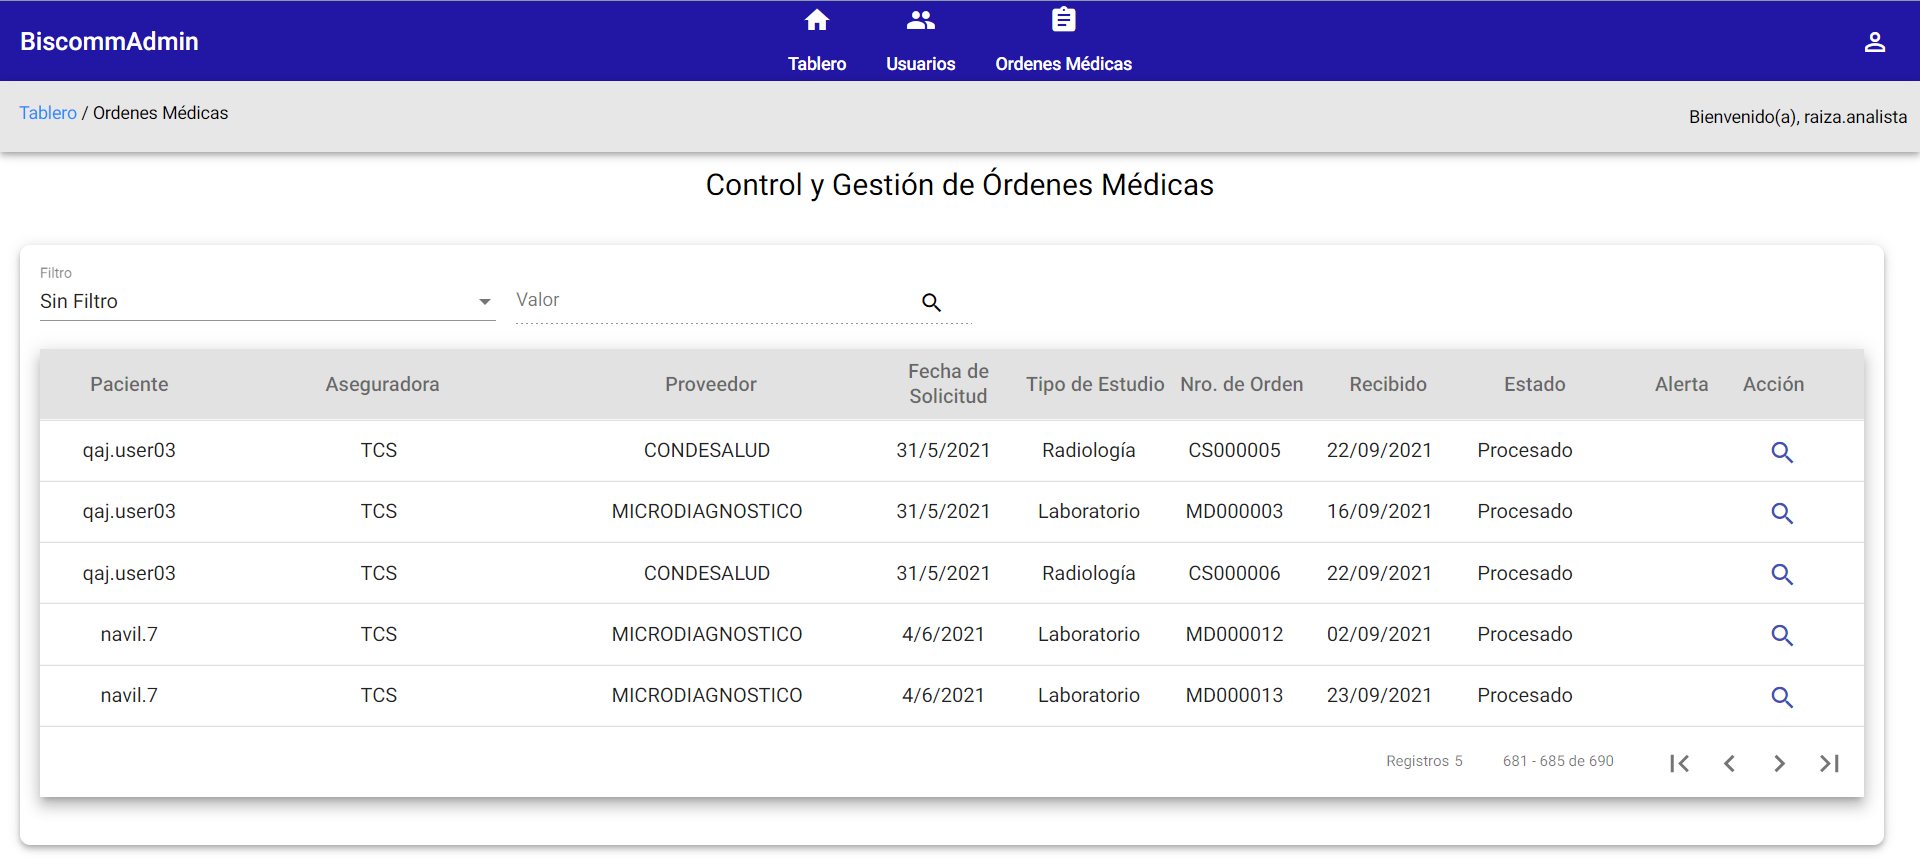 BiscommAdmin
Tablero
Usuarios
Ordenes Médicas
Tablero / Ordenes Médicas
Bienvenido(a), raiza.analista
Control y Gestión de Órdenes Médicas
Filtro
Sin Filtro
Valor
Paciente Aseguradora Proveedor Fecha de Solicitud Tipo de Estudio Nro. de Orden Recibido Estado Alerta Acción
qaj.user03 TCS CONDESALUD 31/5/2021 Radiología CS000005 22/09/2021 Procesado
qaj.user03 TCS MICRODIAGNOSTICO 31/5/2021 Laboratorio MD000003 16/09/2021 Procesado
qaj.user03 TCS CONDESALUD 31/5/2021 Radiología CS000006 22/09/2021 Procesado
navil.7 TCS MICRODIAGNOSTICO 4/6/2021 Laboratorio MD000012 02/09/2021 Procesado
navil.7 TCS MICRODIAGNOSTICO 4/6/2021 Laboratorio MD000013 23/09/2021 Procesado
Registros 5 681 - 685 de 690